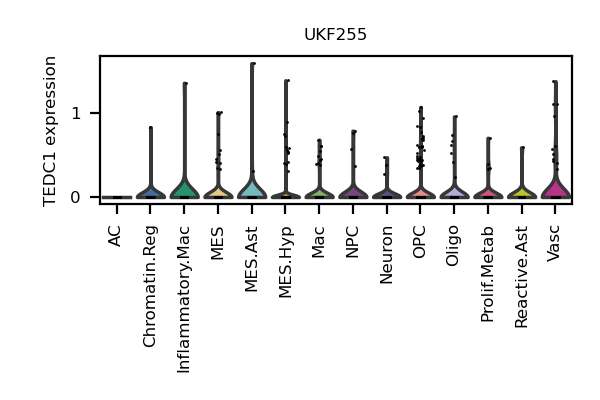 UKF255
TEDC1 expression
1
0
AC
Chromatin.Reg
Inflammatory.Mac
MES
MES.Ast
MES.Hyp
Mac
NPC
Neuron
OPC
Oligo
Prolif.Metab
Reactive.Ast
Vasc